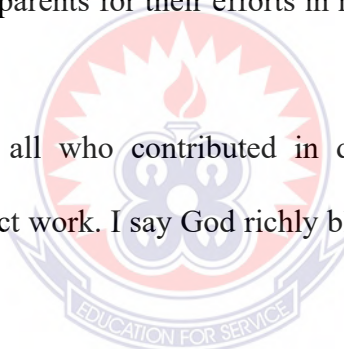 parents for their efforts in
all who contributed in
ct work. I say God richly b
EDUCATION FOR SERVICE